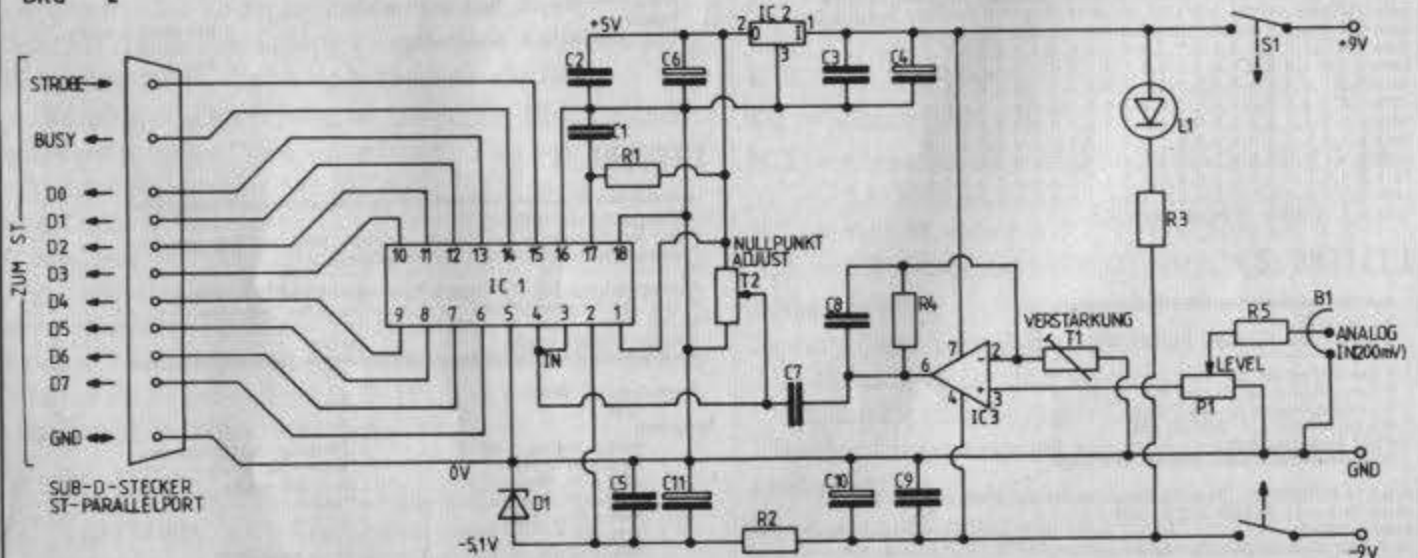 ZUM ST
STROBE
BUSY
D0
D1
D2
D3
D4
D5
D6
D7
GND
SUB-D-STECKER
ST-PARALLELPORT
+5V
C2
C6
2
IC 2
1
O
I
3
C3
C4
S1
+9V
C1
R1
L1
R3
10 11 12 13 14 15 16 17 18
IC 1
9 8 7 6 5 4 3 2 1
IN
NULLPUNKT
ADJUST
T2
C8
R4
VERSTÄRKUNG
T1
7
2
6
+
4
3
IC3
C7
R5
B1
ANALOG
IN(200mV)
LEVEL
P1
0V
GND
D1
C5
C11
C10
C9
R2
-5,1V
9V